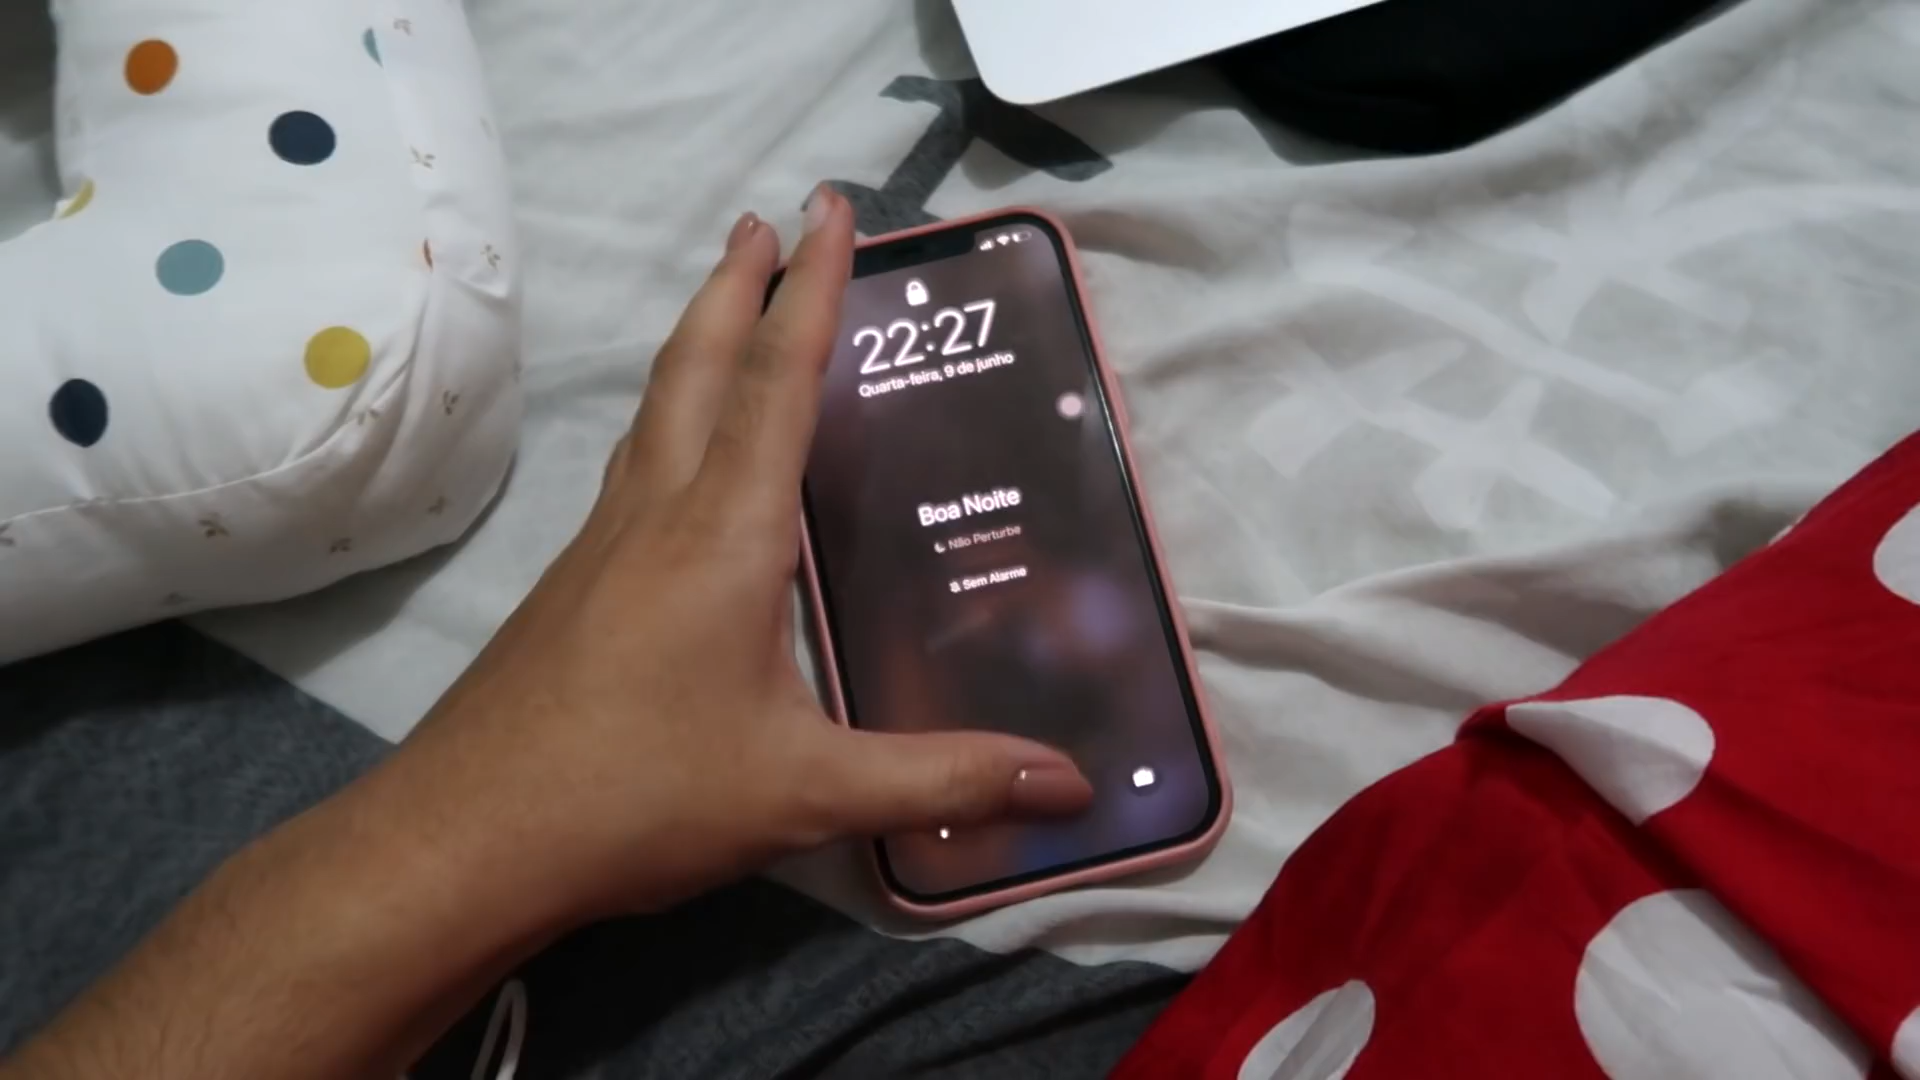 22:27
Quarta-feira, 9 de junho
Boa Noite
Não Perturbe
Sem Alarme